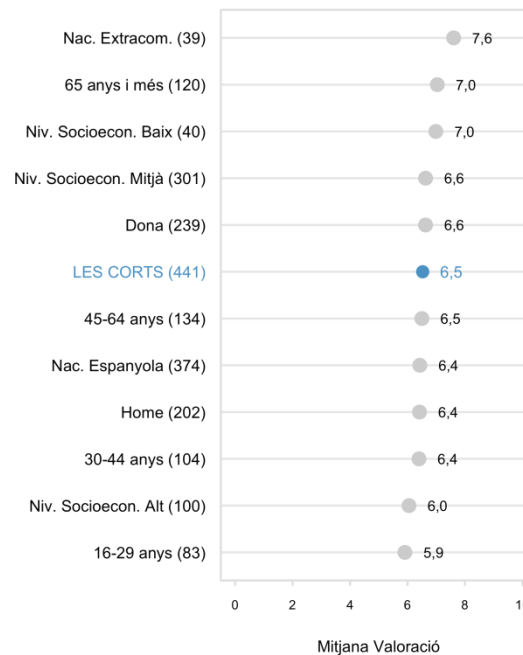 Nac. Extracom. (39) 7,6
65 anys i més (120) 7,0
Niv. Socioecon. Baix (40) 7,0
Niv. Socioecon. Mitjà (301) 6,6
Dona (239) 6,6
LES CORTS (441) 6,5
45-64 anys (134) 6,5
Nac. Espanyola (374) 6,4
Home (202) 6,4
30-44 anys (104) 6,4
Niv. Socioecon. Alt (100) 6,0
16-29 anys (83) 5,9
0 2 4 6 8 10
Mitjana Valoració